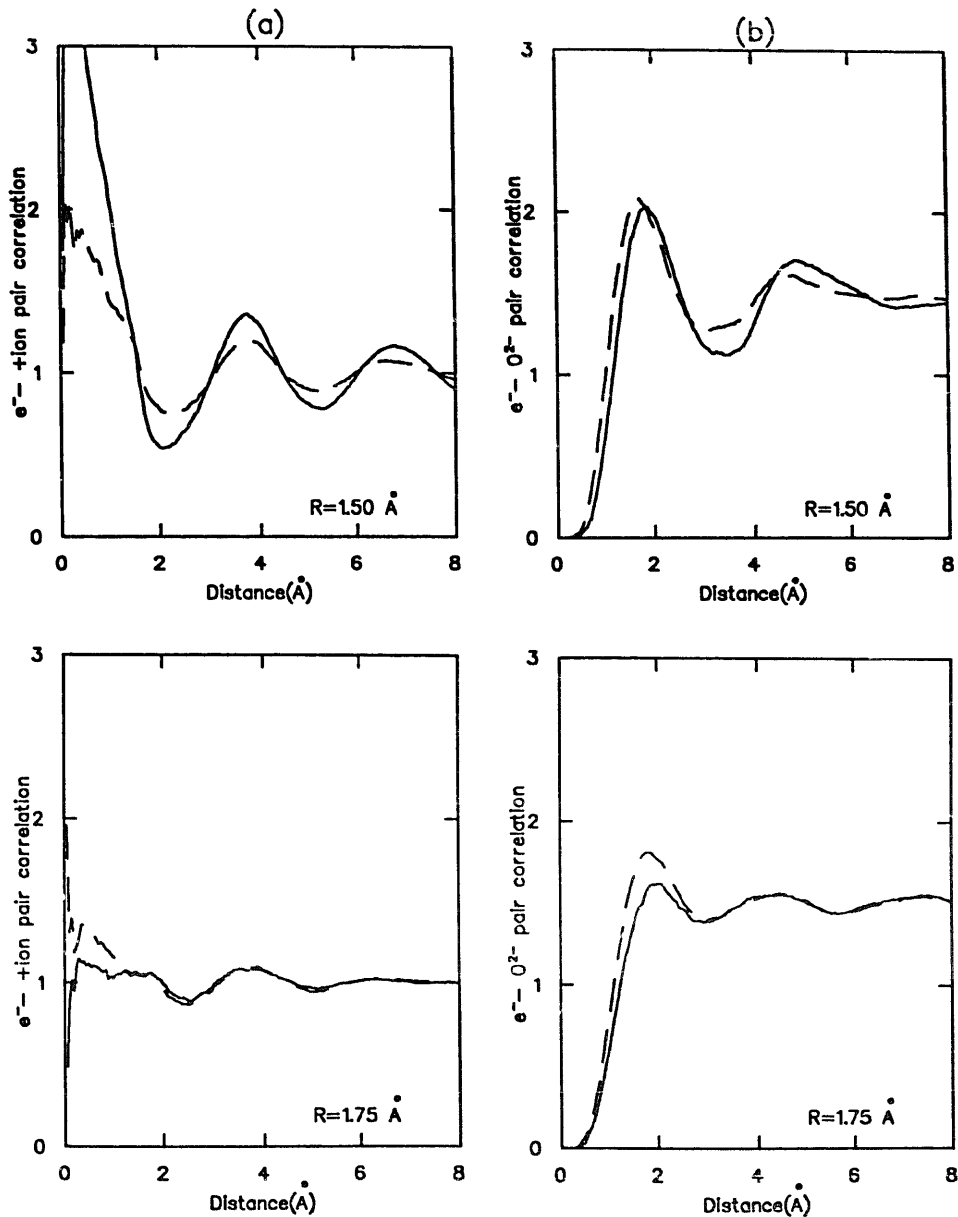 (a)
3
2
1
0
e⁻– +ion pair correlation
R=1.50 Å
0 2 4 6 8
Distance(Å)
(b)
3
2
1
0
e⁻– O²⁻ pair correlation
R=1.50 Å
0 2 4 6 8
Distance(Å)
3
2
1
0
e⁻– +ion pair correlation
R=1.75 Å
0 2 4 6 8
Distance(Å)
3
2
1
0
e⁻– O²⁻ pair correlation
R=1.75 Å
0 2 4 6 8
Distance(Å)